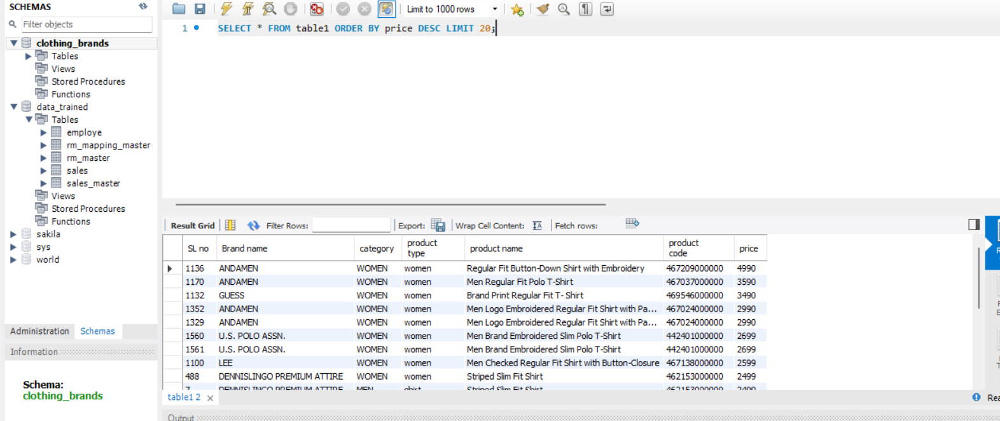 SCHEMAS
Filter objects
clothing_brands
Tables
Views
Stored Procedures
Functions
data_trained
Tables
employe
rm_mapping_master
rm_master
sales
sales_master
Views
Stored Procedures
Functions
sakila
sys
world
Administration Schemas
Information
Schema:
clothing_brands
Limit to 1000 rows
1 SELECT * FROM table1 ORDER BY price DESC LIMIT 20;
Result Grid Filter Rows: Export: Wrap Cell Content: Fetch rows:
SL no Brand name category product type product name product code price
1136 ANDAMEN WOMEN women Regular Fit Button-Down Shirt with Embroidery 467209000000 4990
1170 ANDAMEN WOMEN women Men Regular Fit Polo T-Shirt 467037000000 3590
1132 GUESS WOMEN women Brand Print Regular Fit T- Shirt 469546000000 3490
1352 ANDAMEN WOMEN women Men Logo Embroidered Regular Fit Shirt with Pa... 467024000000 2990
1329 ANDAMEN WOMEN women Men Logo Embroidered Regular Fit Shirt with Pa... 467024000000 2990
1560 U.S. POLO ASSN. WOMEN women Men Brand Embroidered Slim Polo T-Shirt 442401000000 2699
1561 U.S. POLO ASSN. WOMEN women Men Brand Embroidered Slim Polo T-Shirt 442401000000 2699
1100 LEE WOMEN women Men Checked Regular Fit Shirt with Button-Closure 467138000000 2599
488 DENNISLINGO PREMIUM ATTIRE WOMEN women Striped Slim Fit Shirt 462153000000 2499
7 DENNISLINGO PREMIUM ATTIRE MEN shirt Striped Slim Fit Shirt 462153000000 2499
table1 2
Output